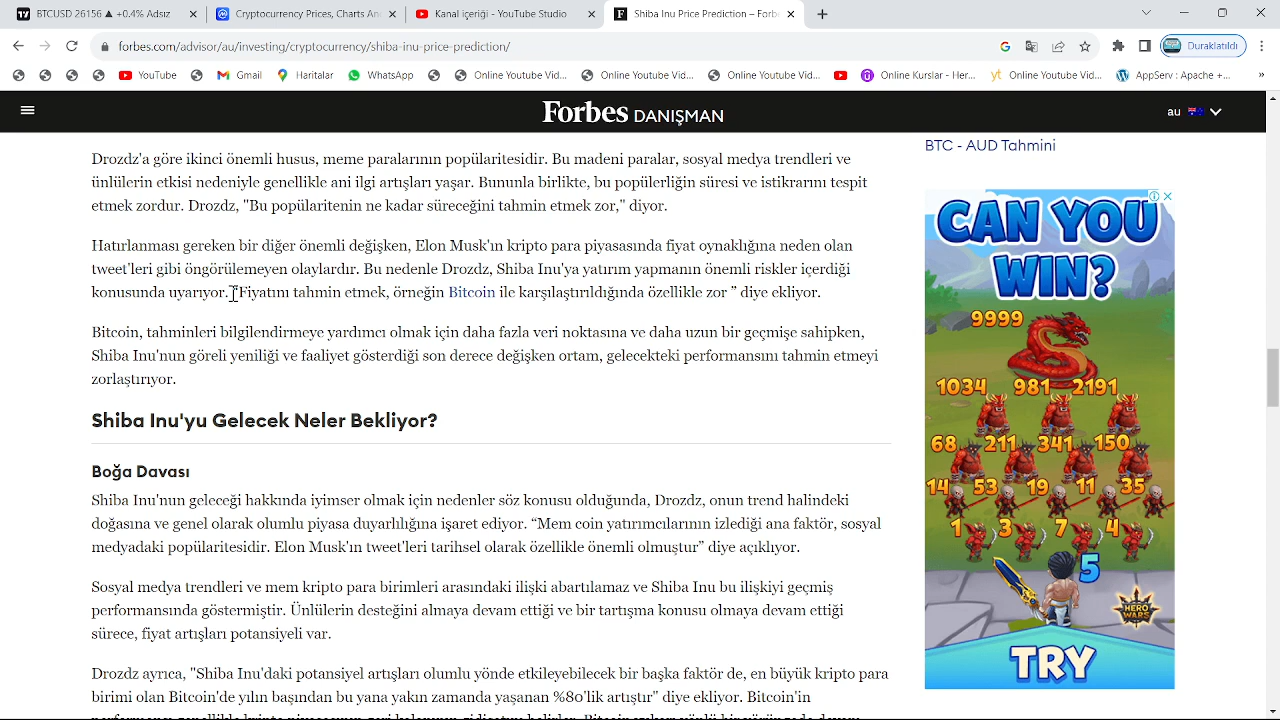 BTCUSD 26156 ▲ +0.4% Adsız
Cryptocurrency Prices, Charts An
Kanal içeriği - YouTube Studio
Shiba Inu Price Prediction – Forb
forbes.com/advisor/au/investing/cryptocurrency/shiba-inu-price-prediction/
Duraklatıldı
YouTube
Gmail
Haritalar
WhatsApp
Online Youtube Vid...
Online Youtube Vid...
Online Youtube Vid...
Online Kurslar - Her...
Online Youtube Vid...
AppServ : Apache +...
»
Forbes DANIŞMAN
au
Drozdz'a göre ikinci önemli husus, meme paralarının popülaritesidir. Bu madeni paralar, sosyal medya trendleri ve
ünlülerin etkisi nedeniyle genellikle ani ilgi artışları yaşar. Bununla birlikte, bu popülerliğin süresi ve istikrarını tespit
etmek zordur. Drozdz, "Bu popülaritenin ne kadar süreceğini tahmin etmek zor," diyor.
Hatırlanması gereken bir diğer önemli değişken, Elon Musk'ın kripto para piyasasında fiyat oynaklığına neden olan
tweet'leri gibi öngörülemeyen olaylardır. Bu nedenle Drozdz, Shiba Inu'ya yatırım yapmanın önemli riskler içerdiği
konusunda uyarıyor. "Fiyatını tahmin etmek, örneğin Bitcoin ile karşılaştırıldığında özellikle zor ” diye ekliyor.
Bitcoin, tahminleri bilgilendirmeye yardımcı olmak için daha fazla veri noktasına ve daha uzun bir geçmişe sahipken,
Shiba Inu'nun göreli yeniliği ve faaliyet gösterdiği son derece değişken ortam, gelecekteki performansını tahmin etmeyi
zorlaştırıyor.
Shiba Inu'yu Gelecek Neler Bekliyor?
Boğa Davası
Shiba Inu'nun geleceği hakkında iyimser olmak için nedenler söz konusu olduğunda, Drozdz, onun trend halindeki
doğasına ve genel olarak olumlu piyasa duyarlılığına işaret ediyor. “Mem coin yatırımcılarının izlediği ana faktör, sosyal
medyadaki popülaritesidir. Elon Musk'ın tweet'leri tarihsel olarak özellikle önemli olmuştur” diye açıklıyor.
Sosyal medya trendleri ve mem kripto para birimleri arasındaki ilişki abartılamaz ve Shiba Inu bu ilişkiyi geçmiş
performansında göstermiştir. Ünlülerin desteğini almaya devam ettiği ve bir tartışma konusu olmaya devam ettiği
sürece, fiyat artışları potansiyeli var.
Drozdz ayrıca, "Shiba Inu'daki potansiyel artışları olumlu yönde etkileyebilecek bir başka faktör de, en büyük kripto para
birimi olan Bitcoin'de yılın başından bu yana yakın zamanda yaşanan %80'lik artıştır" diye ekliyor. Bitcoin'in
BTC - AUD Tahmini
CAN YOU
WIN?
9999
1034 981 2191
68 211 341 150
14 53 19 11 35
1 3 7 4
5
HERO
WARS
TRY